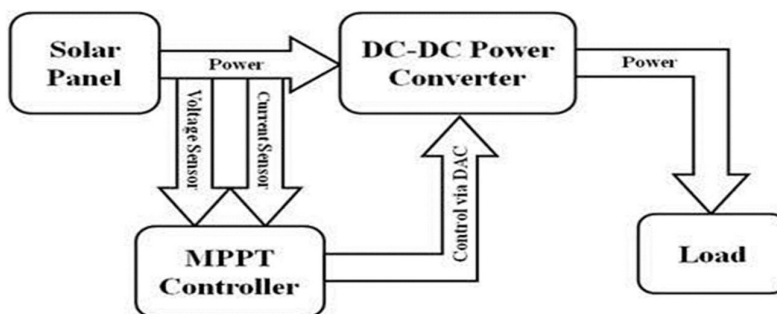 Solar
Panel
Power
DC-DC Power
Converter
Power
Voltage Sensor
Current Sensor
Control via DAC
MPPT
Controller
Load